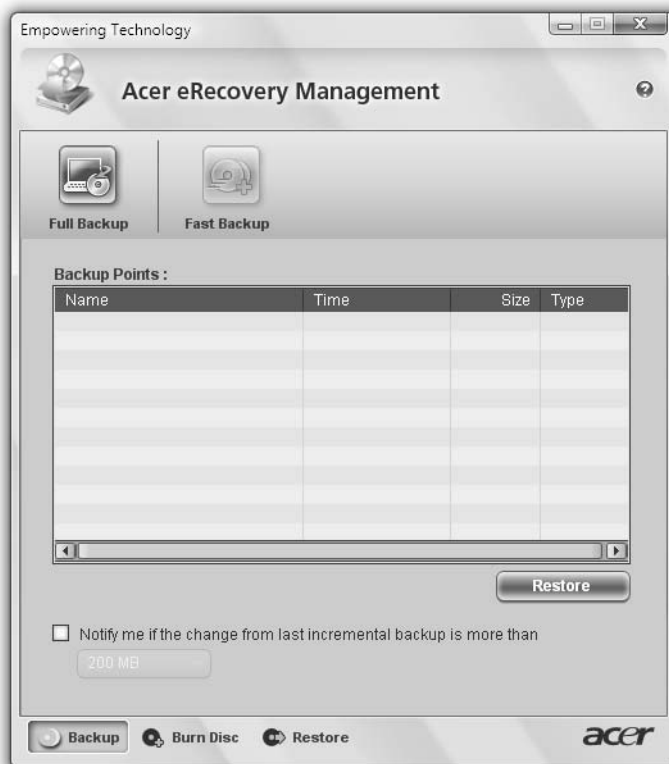 Empowering Technology
Acer eRecovery Management
Full Backup
Fast Backup
Backup Points :
Name Time Size Type
Restore
Notify me if the change from last incremental backup is more than
200 MB
Backup Burn Disc Restore acer